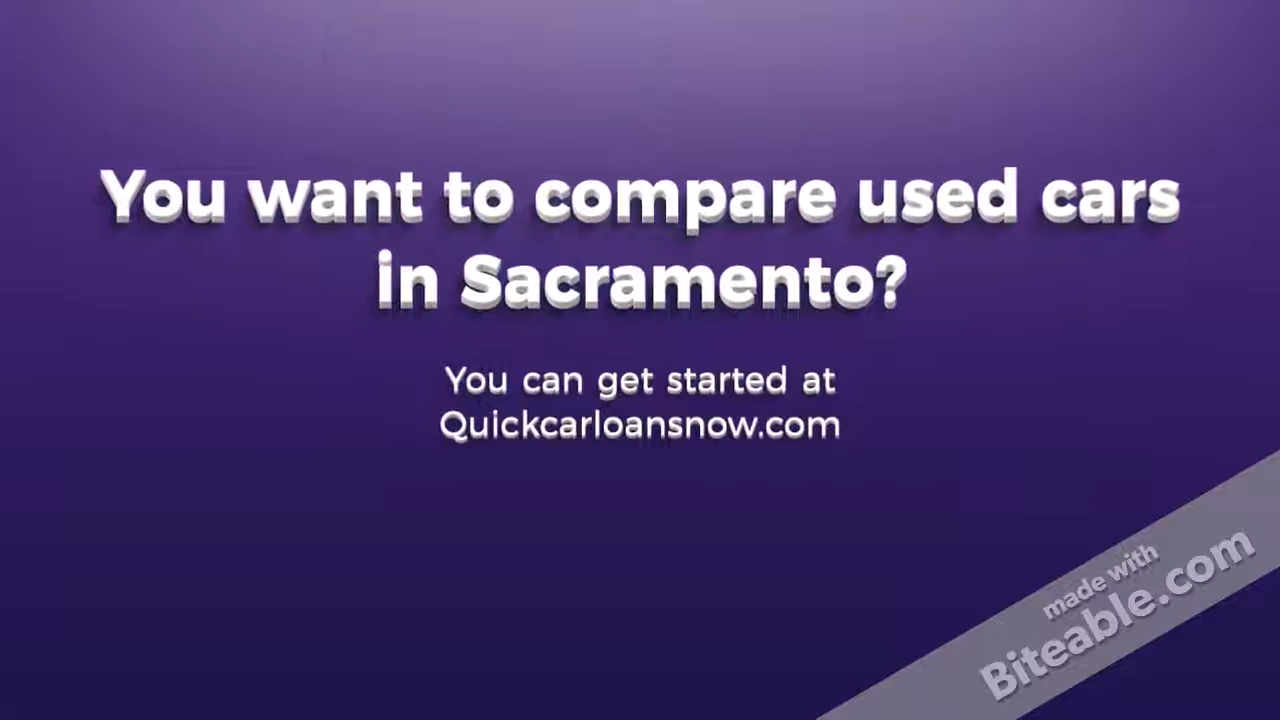 You want to compare used cars
in Sacramento?
You can get started at
Quickcarloansnow.com
made with
Biteable.com